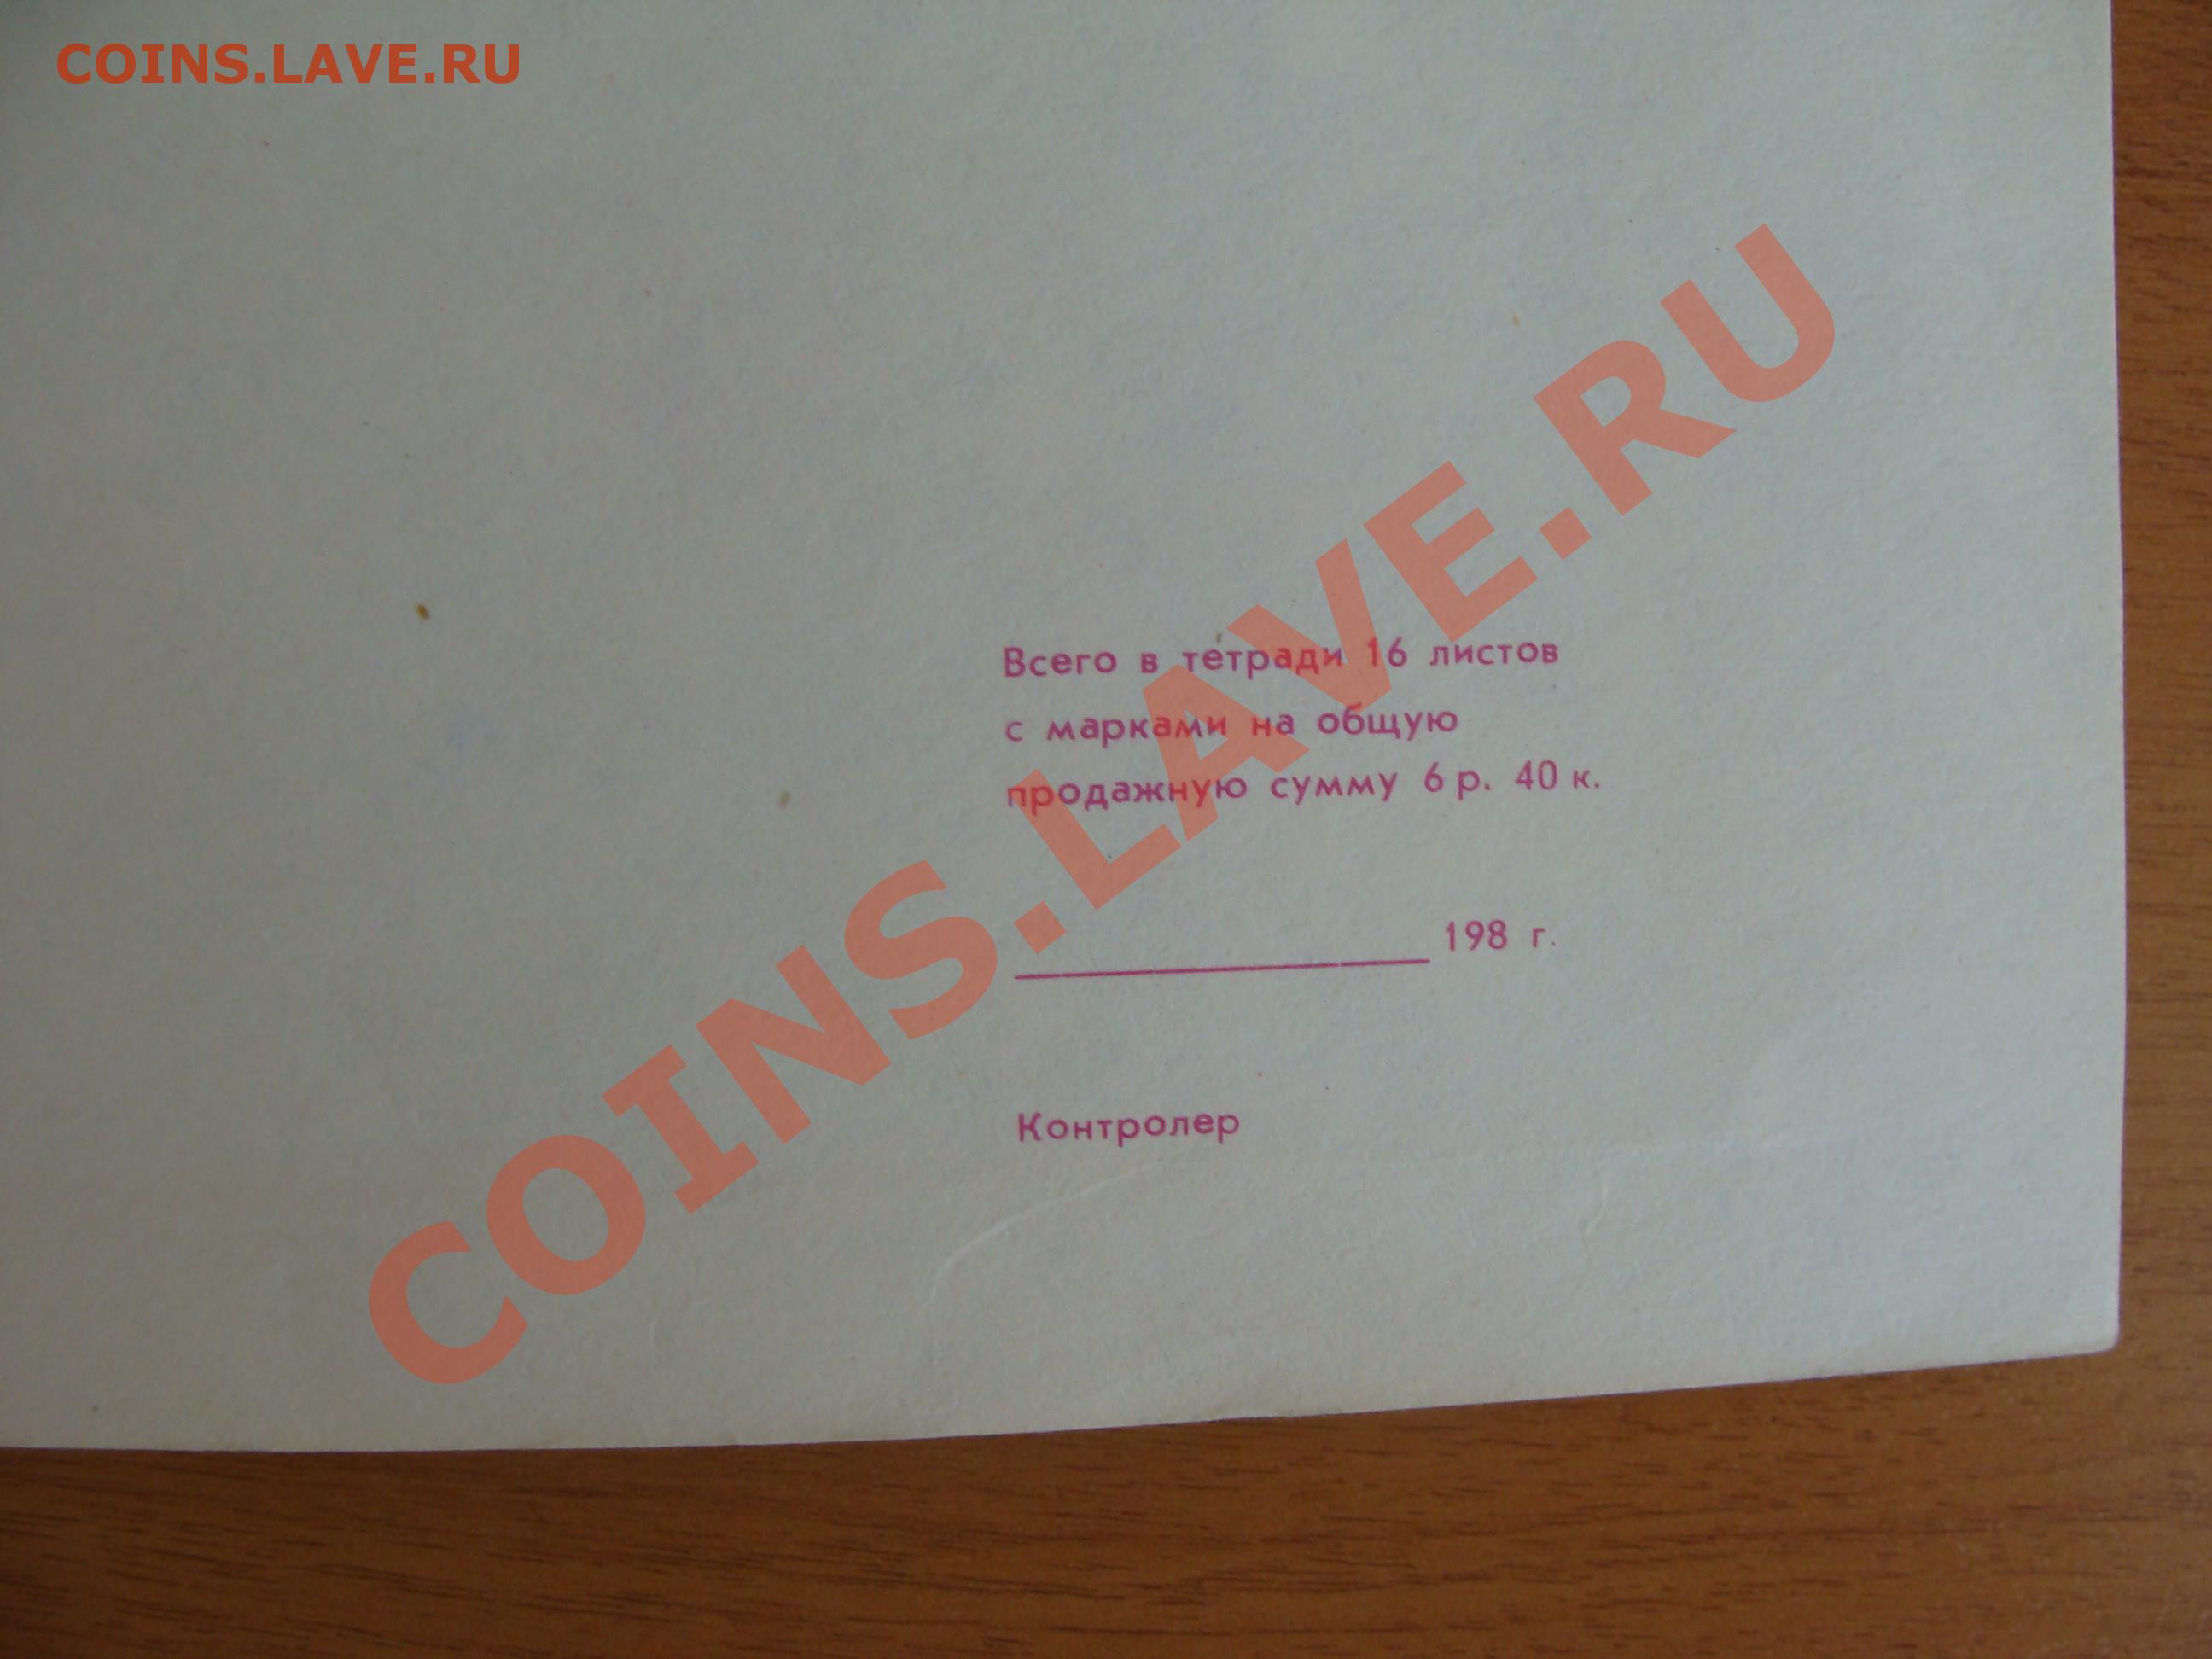 COINS.LAVE.RU
COINS.LAVE.RU
Всего в тетради 16 листов
с марками на общую
продажную сумму 6 р. 40 к.
198 г.
Контролер